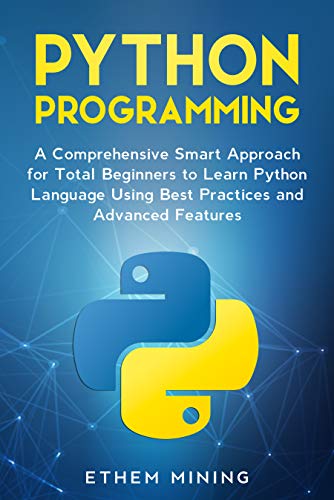 PYTHON
PROGRAMMING
A Comprehensive Smart Approach
for Total Beginners to Learn Python
Language Using Best Practices and
Advanced Features
ETHEM MINING